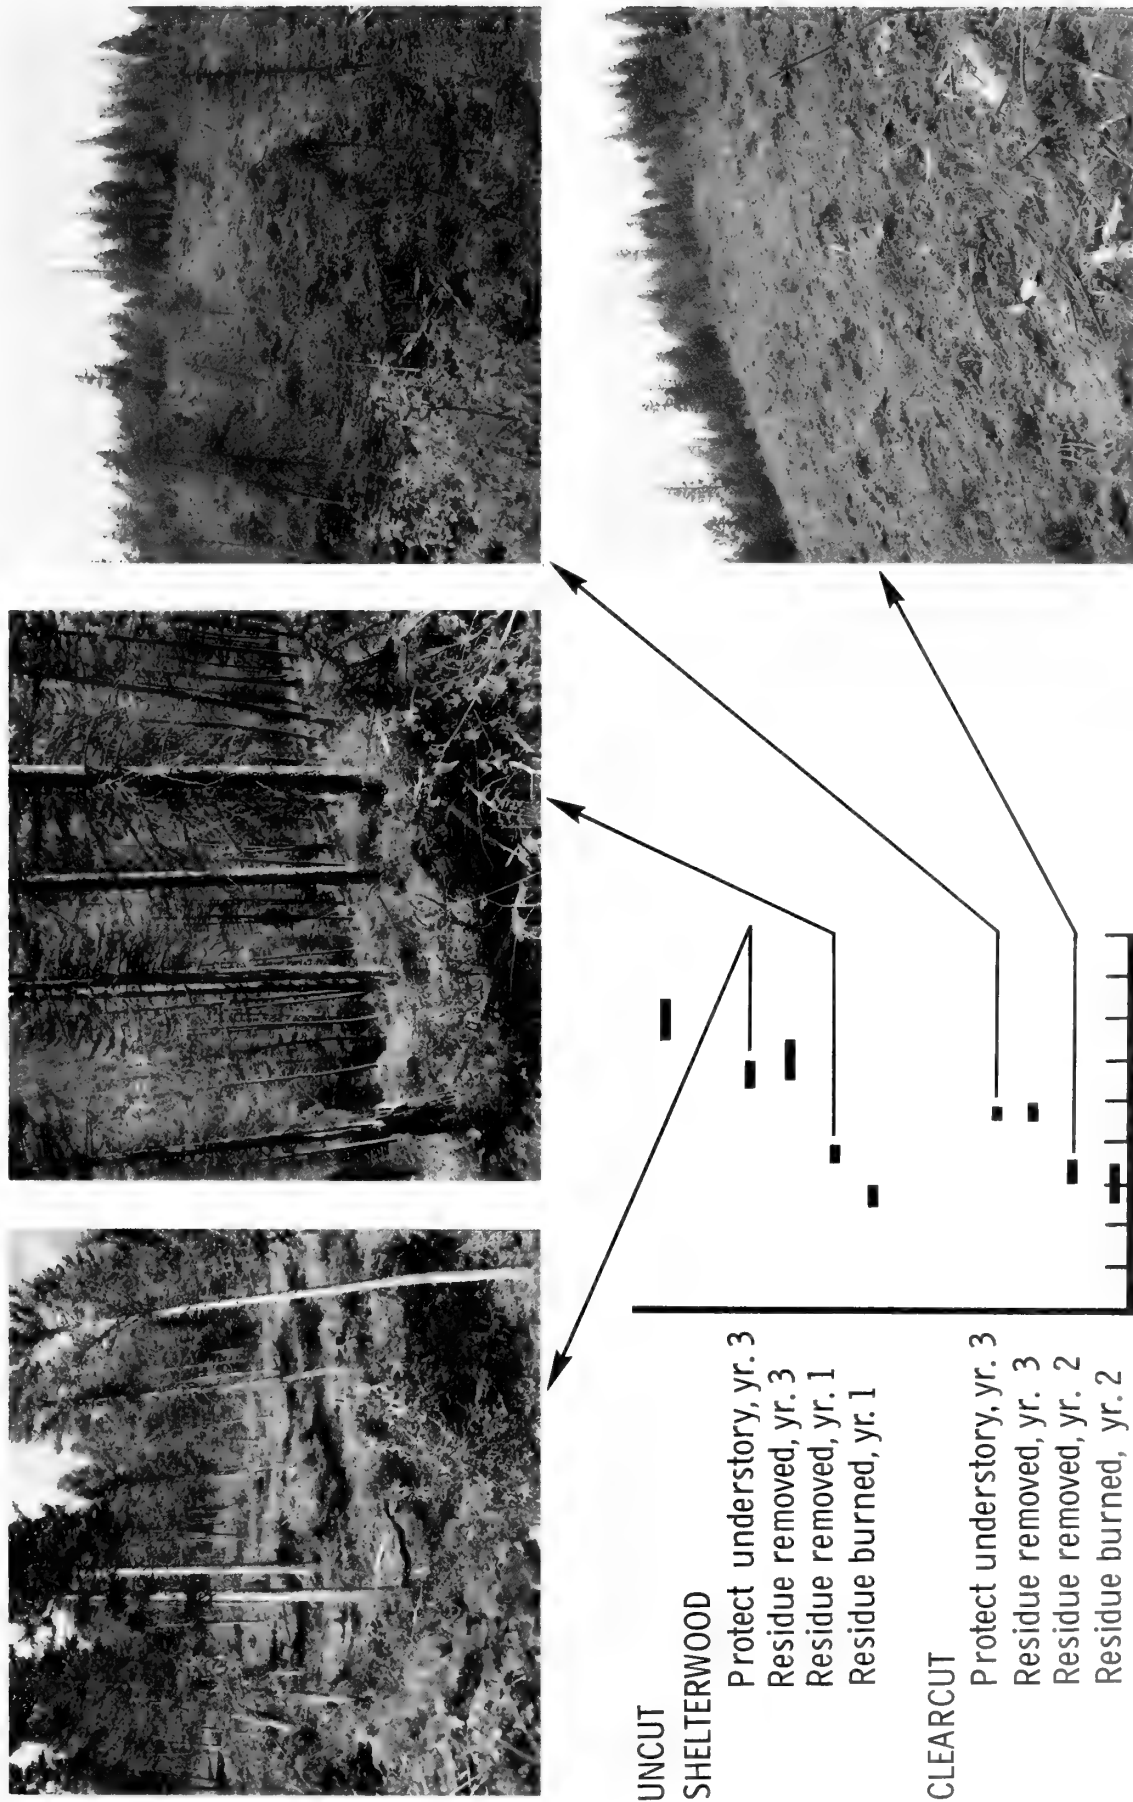 UNCUT
SHELTERWOOD
Protect understory, yr. 3
Residue removed, yr. 3
Residue removed, yr. 1
Residue burned, yr. 1
CLEARCUT
Protect understory, yr. 3
Residue removed, yr. 3
Residue removed, yr. 2
Residue burned, yr. 2